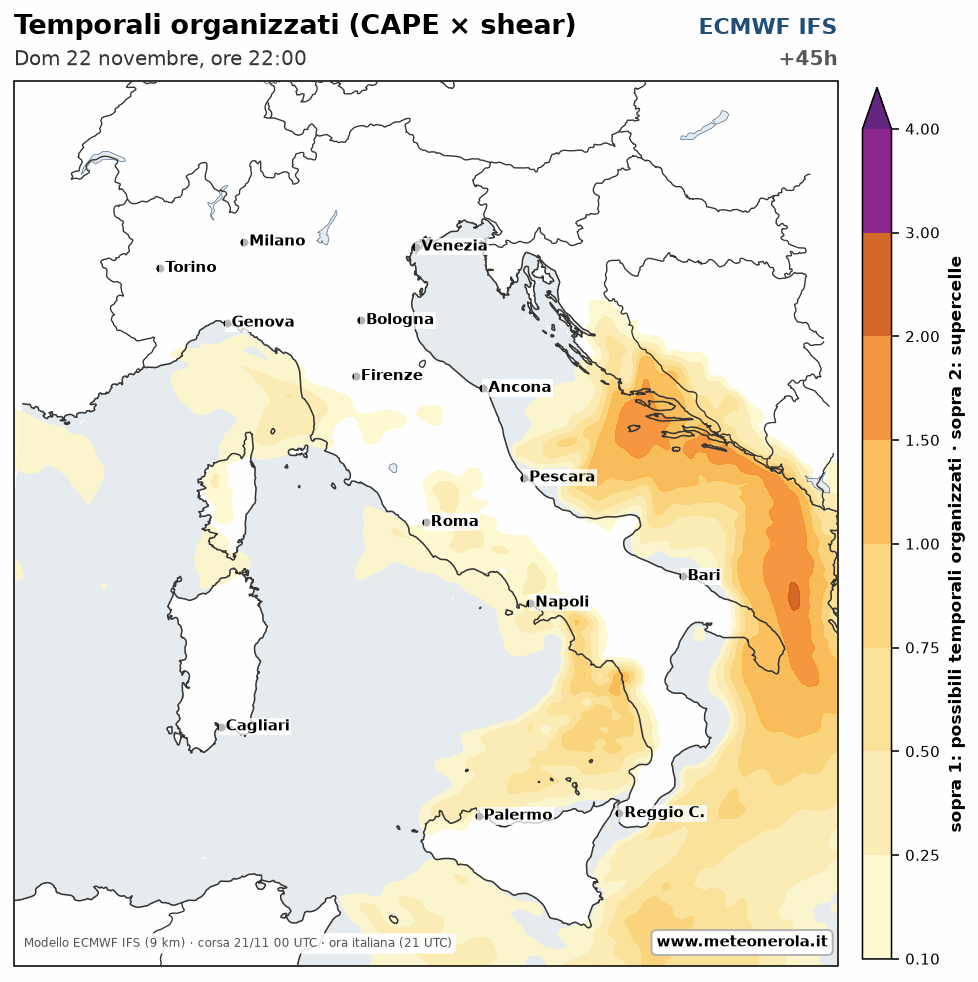 Temporali organizzati (CAPE × shear)
ECMWF IFS
Dom 22 novembre, ore 22:00
+45h
Milano
Venezia
Torino
Genova
Bologna
Firenze
Ancona
Pescara
Roma
Bari
Napoli
Cagliari
Palermo
Reggio C.
Modello ECMWF IFS (9 km) · corsa 21/11 00 UTC · ora italiana (21 UTC)
www.meteonerola.it
4.00
3.00
2.00
1.50
1.00
0.75
0.50
0.25
0.10
sopra 1: possibili temporali organizzati · sopra 2: supercelle